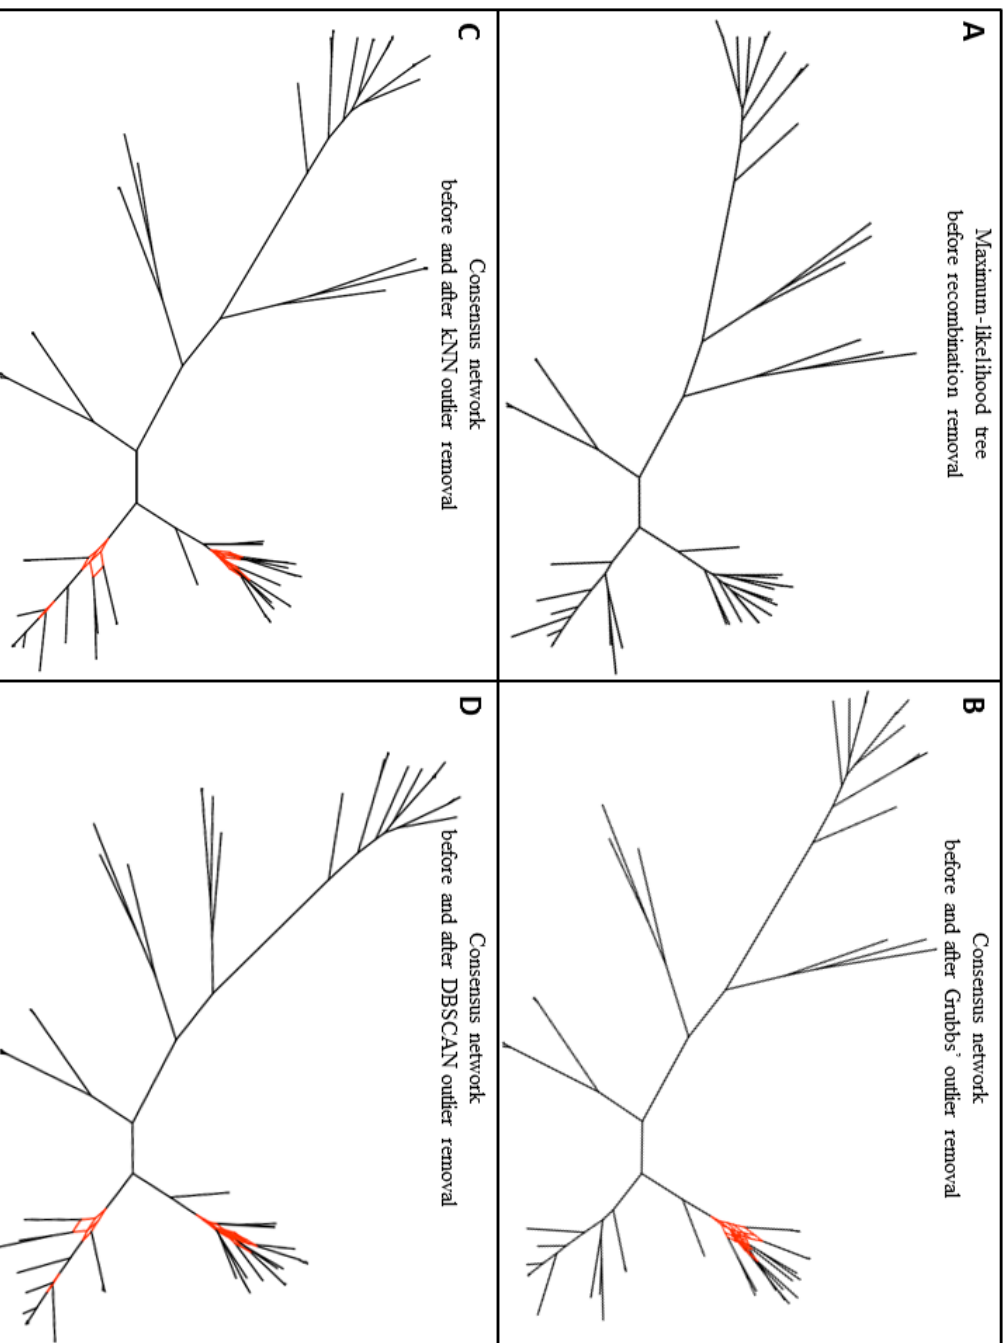 A
Maximum-likelihood tree
before recombination removal
B
Consensus network
before and after Grubbs' outlier removal
C
Consensus network
before and after kNN outlier removal
D
Consensus network
before and after DBSCAN outlier removal